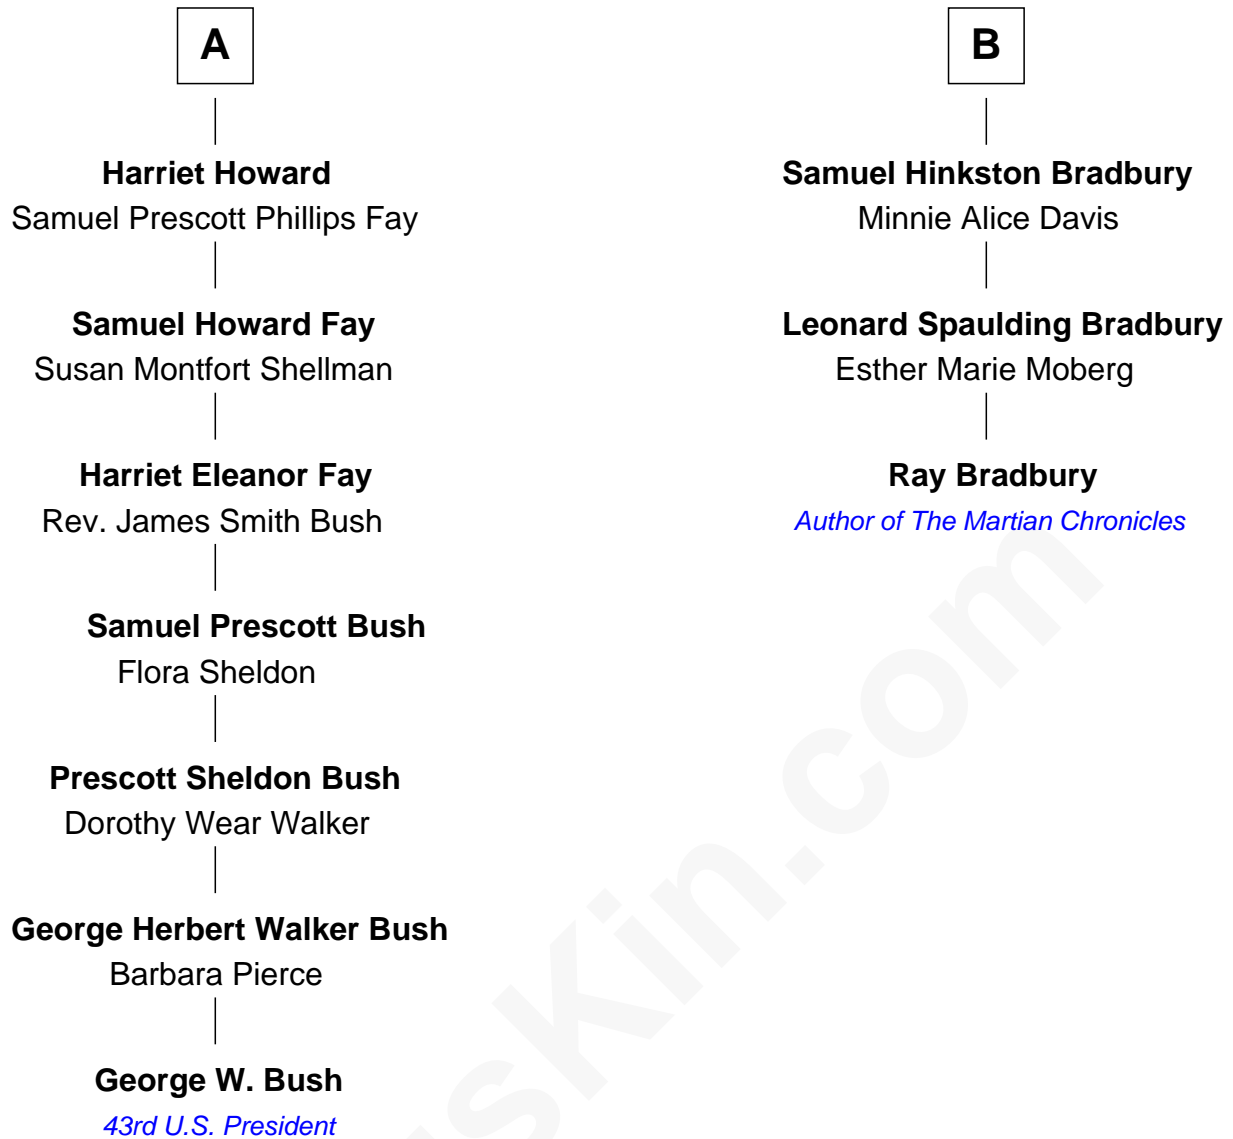 A
Harriet Howard
Samuel Prescott Phillips Fay
Samuel Howard Fay
Susan Montfort Shellman
Harriet Eleanor Fay
Rev. James Smith Bush
Samuel Prescott Bush
Flora Sheldon
Prescott Sheldon Bush
Dorothy Wear Walker
George Herbert Walker Bush
Barbara Pierce
George W. Bush
43rd U.S. President
B
Samuel Hinkston Bradbury
Minnie Alice Davis
Leonard Spaulding Bradbury
Esther Marie Moberg
Ray Bradbury
Author of The Martian Chronicles
sKin.com